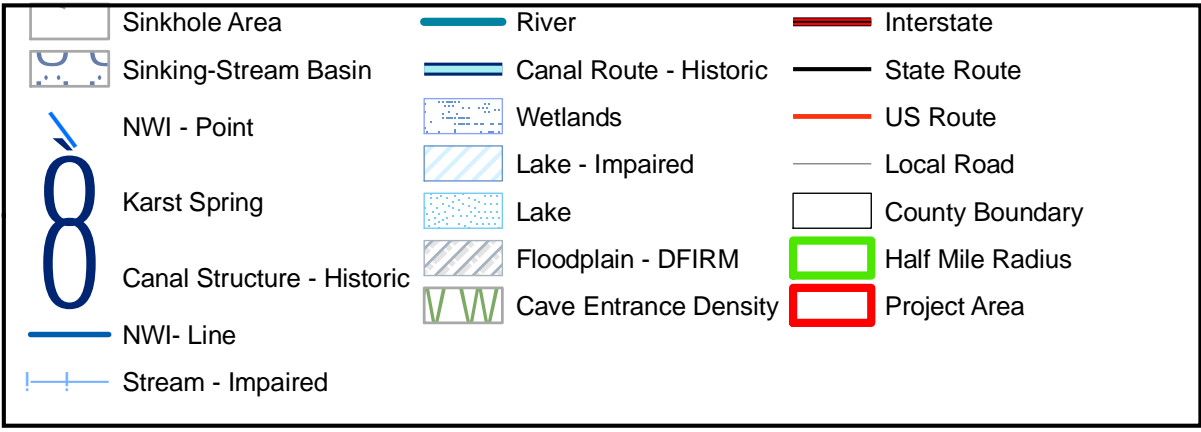 Sinkhole Area
Sinking-Stream Basin
NWI - Point
Karst Spring
Canal Structure - Historic
NWI- Line
Stream - Impaired
River
Canal Route - Historic
Wetlands
Lake - Impaired
Lake
Floodplain - DFIRM
Cave Entrance Density
Interstate
State Route
US Route
Local Road
County Boundary
Half Mile Radius
Project Area